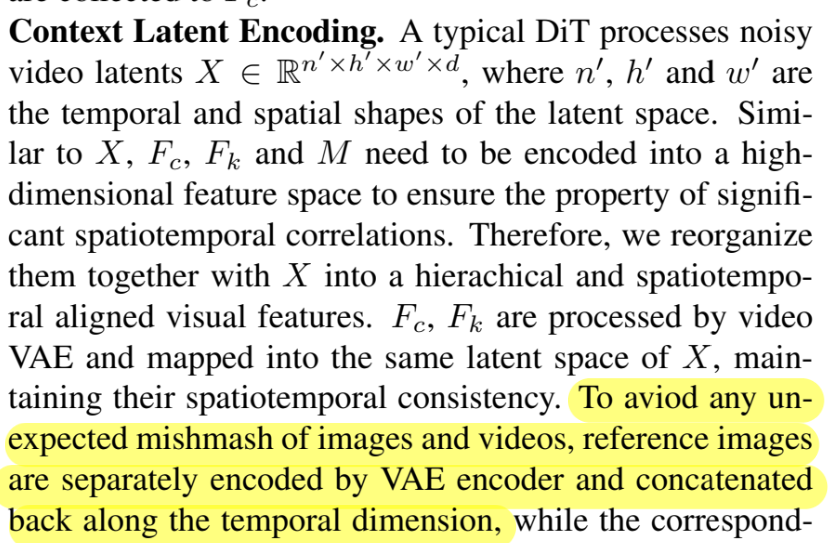 are collected to F_c.
Context Latent Encoding. A typical DiT processes noisy
video latents X ∈ ℝ^{n′×h′×w′×d}, where n′, h′ and w′ are
the temporal and spatial shapes of the latent space. Simi-
lar to X, F_c, F_k and M need to be encoded into a high-
dimensional feature space to ensure the property of signifi-
cant spatiotemporal correlations. Therefore, we reorganize
them together with X into a hierachical and spatiotempo-
ral aligned visual features. F_c, F_k are processed by video
VAE and mapped into the same latent space of X, main-
taining their spatiotemporal consistency. To aviod any un-
expected mishmash of images and videos, reference images
are separately encoded by VAE encoder and concatenated
back along the temporal dimension, while the correspond-